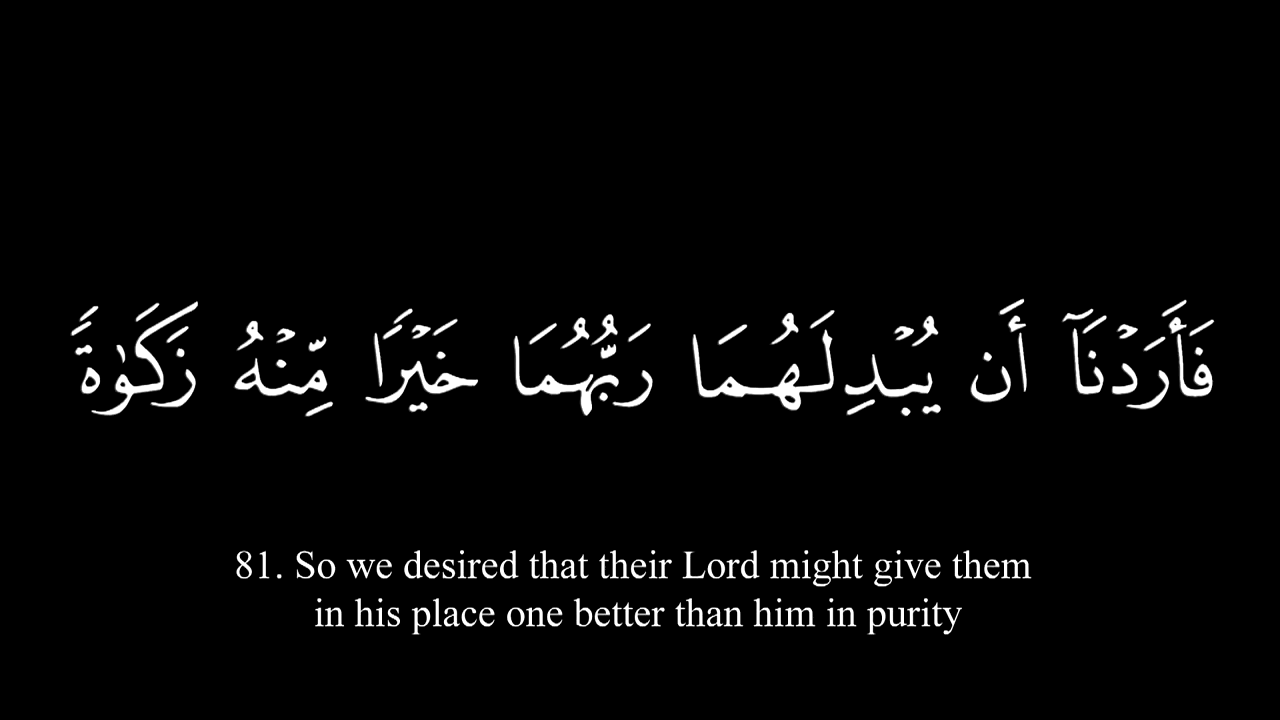 فَأَرَدْنَآ أَن يُبْدِلَهُمَا رَبُّهُمَا خَيْرًا مِّنْهُ زَكَوٰةً
81. So we desired that their Lord might give them
in his place one better than him in purity